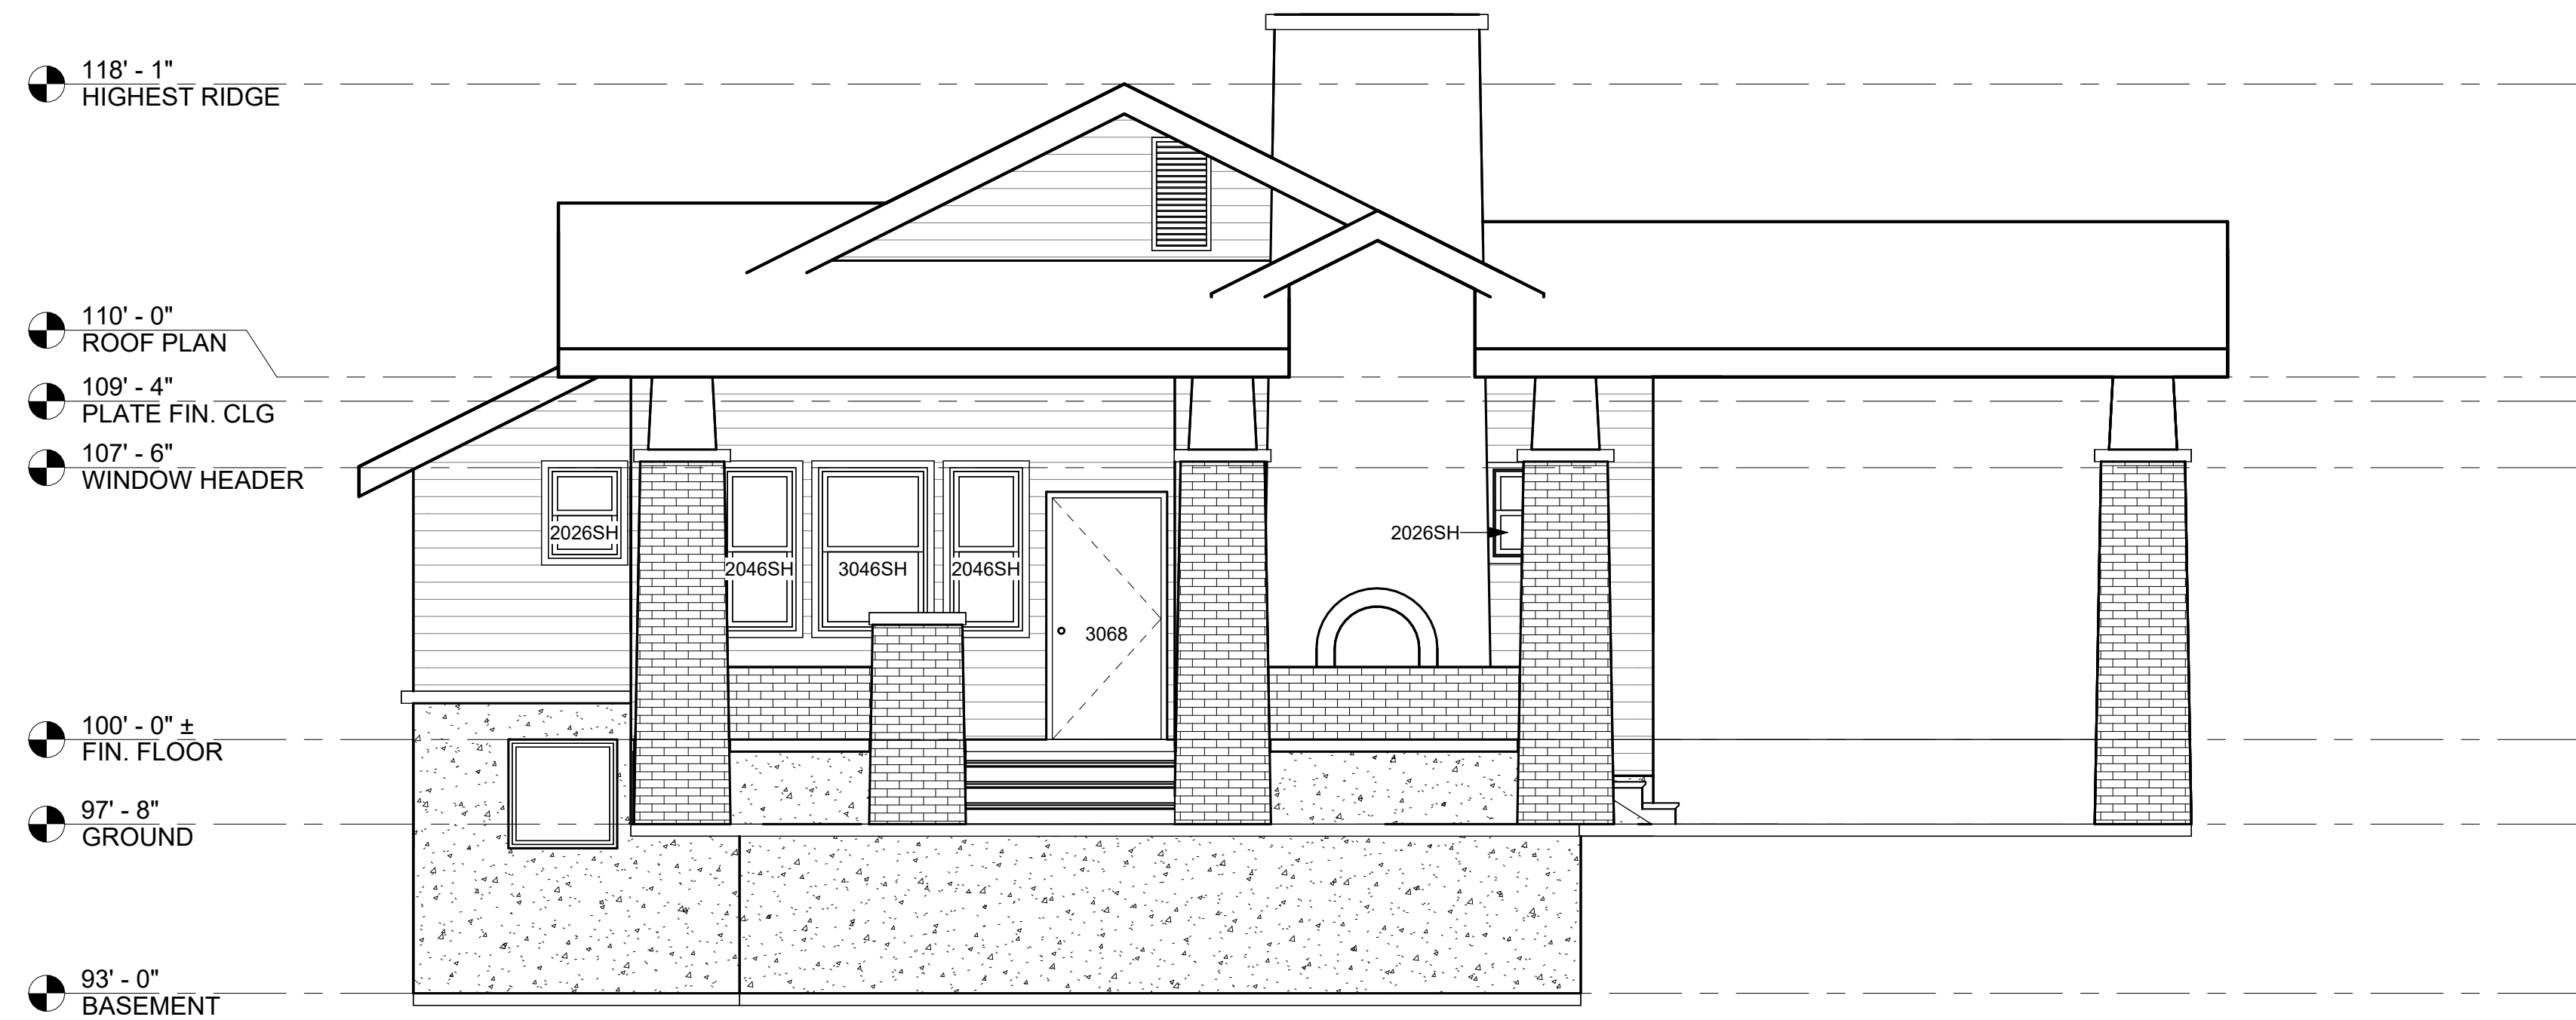 118' - 1"
HIGHEST RIDGE
110' - 0"
ROOF PLAN
109' - 4"
PLATE FIN. CLG
107' - 6"
WINDOW HEADER
2026SH
2026SH
2046SH
3046SH
2046SH
3068
100' - 0" ±
FIN. FLOOR
97' - 8"
GROUND
93' - 0"
BASEMENT